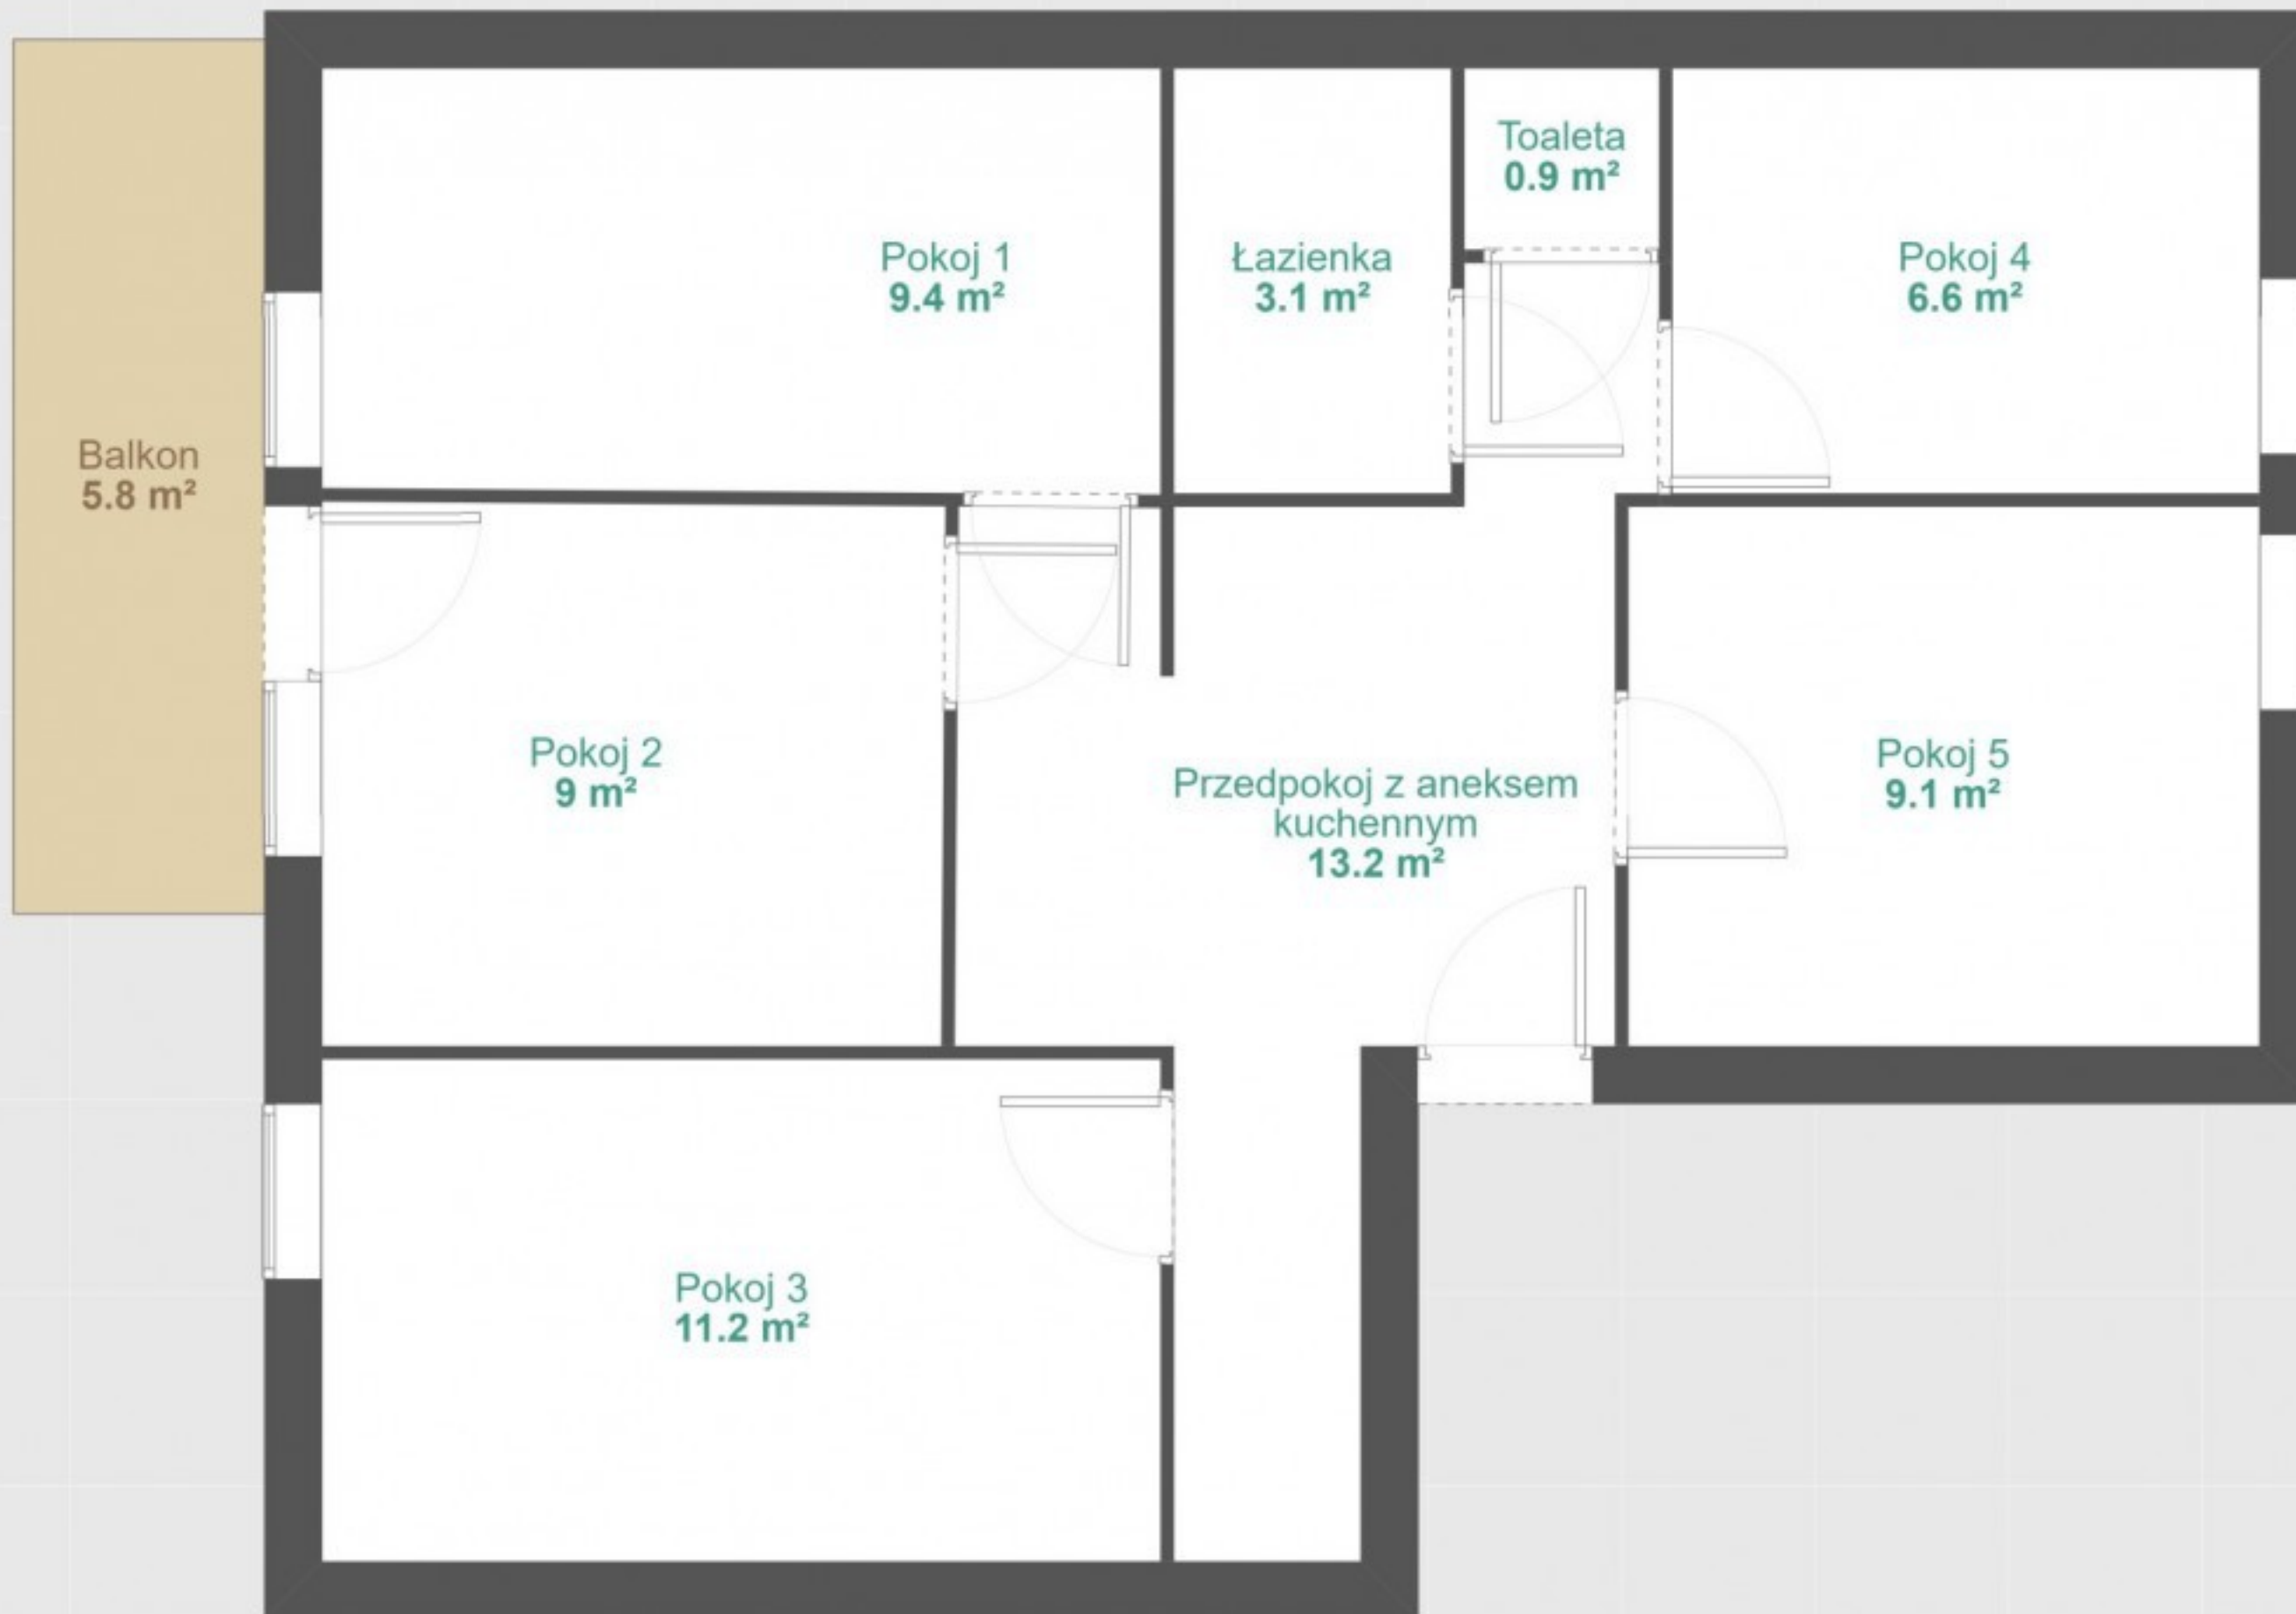 Toaleta
0.9 m²
Pokoj 1
9.4 m²
Łazienka
3.1 m²
Pokoj 4
6.6 m²
Balkon
5.8 m²
Pokoj 2
9 m²
Przedpokoj z aneksem
kuchennym
13.2 m²
Pokoj 5
9.1 m²
Pokoj 3
11.2 m²